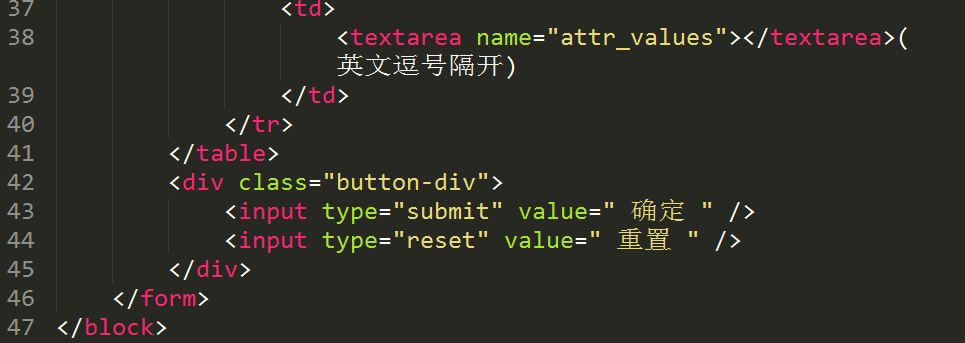 37 <td>
38 <textarea name="attr_values"></textarea>(
英文逗号隔开)
39 </td>
40 </tr>
41 </table>
42 <div class="button-div">
43 <input type="submit" value=" 确定 " />
44 <input type="reset" value=" 重置 " />
45 </div>
46 </form>
47 </block>